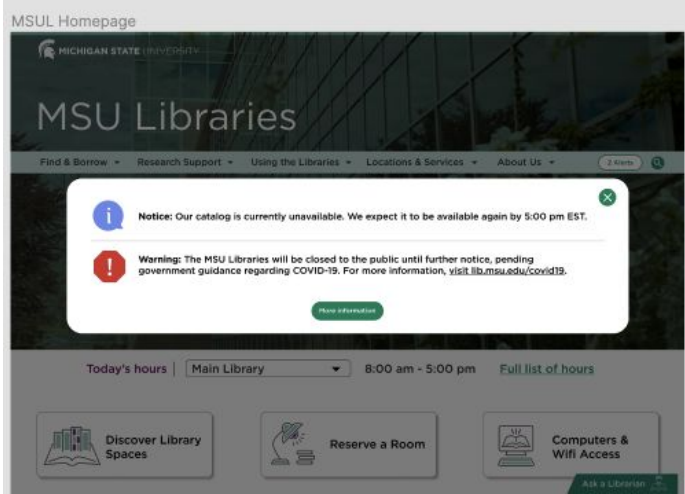 MSUL Homepage
MICHIGAN STATE UNIVERSITY
MSU Libraries
Find & Borrow Research Support Using the Libraries Locations & Services About Us 2 Alerts
Notice: Our catalog is currently unavailable. We expect it to be available again by 5:00 pm EST.
Warning: The MSU Libraries will be closed to the public until further notice, pending
government guidance regarding COVID-19. For more information, visit lib.msu.edu/covid19.
More information
Today's hours | Main Library 8:00 am - 5:00 pm Full list of hours
Discover Library
Spaces
Reserve a Room
Computers &
Wifi Access
Ask a Librarian